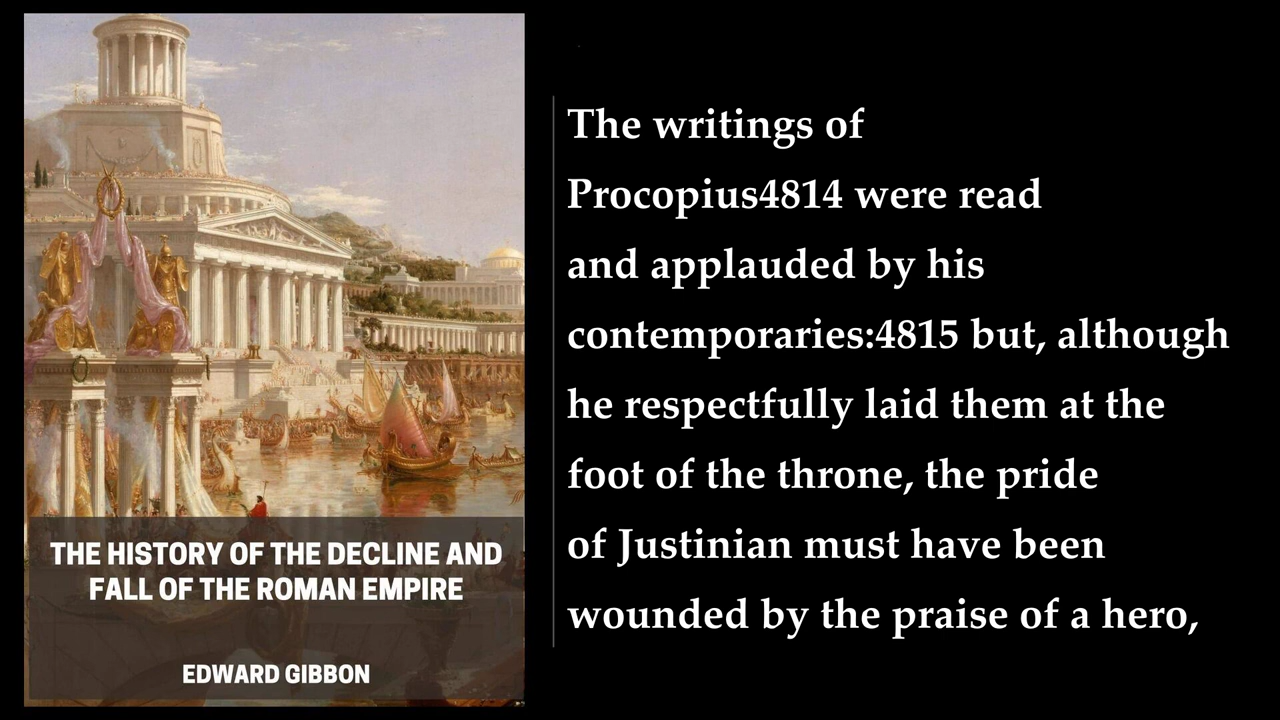 THE HISTORY OF THE DECLINE AND
FALL OF THE ROMAN EMPIRE
EDWARD GIBBON
The writings of
Procopius4814 were read
and applauded by his
contemporaries:4815 but, although
he respectfully laid them at the
foot of the throne, the pride
of Justinian must have been
wounded by the praise of a hero,